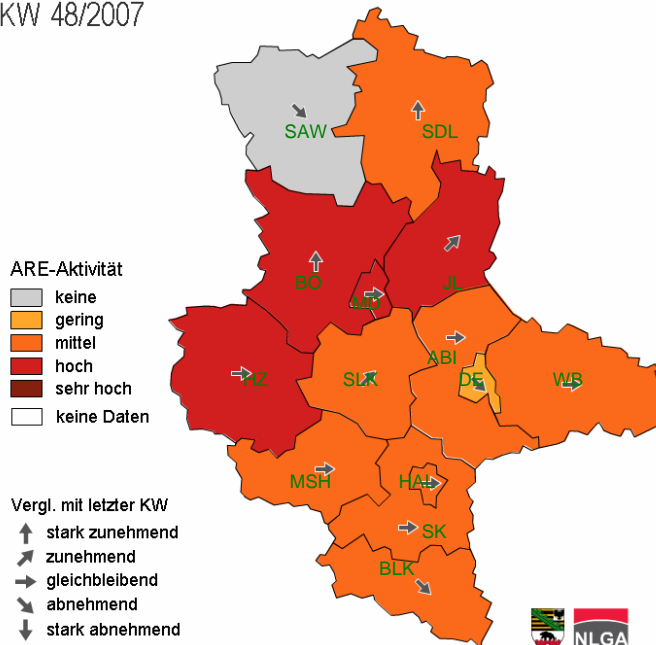 KW 48/2007
SAW
SDL
BÖ
MD
JL
ARE-Aktivität
keine
gering
mittel
hoch
sehr hoch
keine Daten
HZ
SLK
ABI
DE
WB
MSH
HAL
SK
BLK
Vergl. mit letzter KW
stark zunehmend
zunehmend
gleichbleibend
abnehmend
stark abnehmend
NLGA